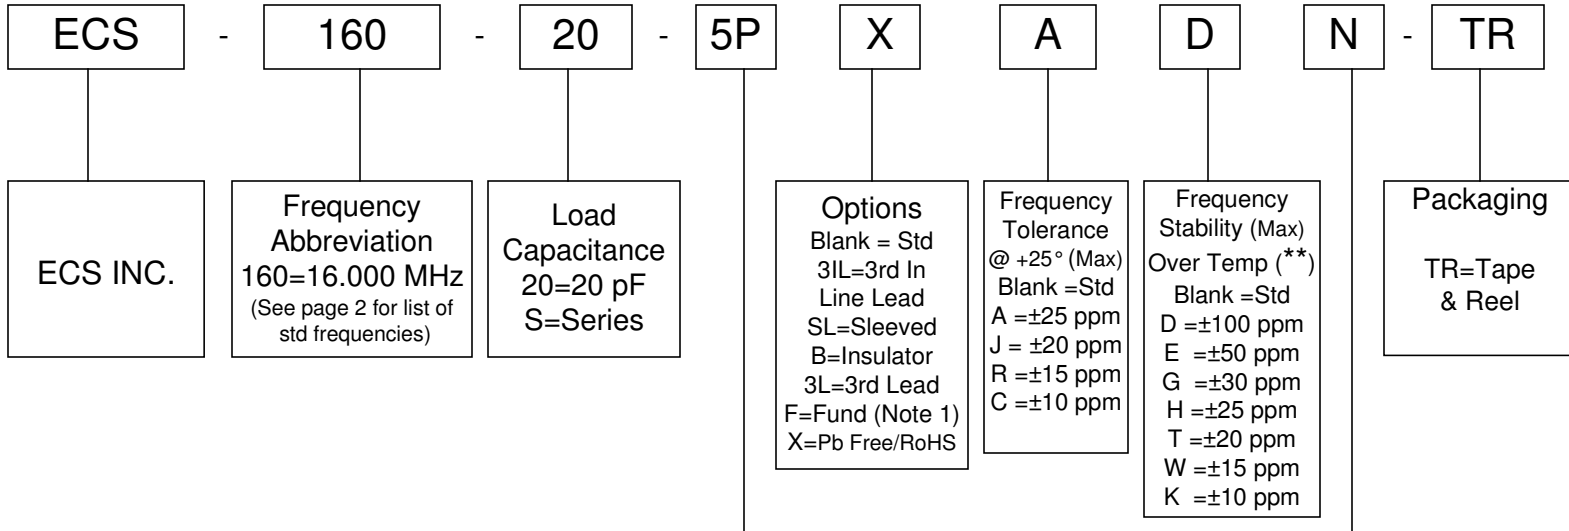 ECS - 160 - 20 - 5P X A D N - TR
ECS INC.
Frequency
Abbreviation
160=16.000 MHz
(See page 2 for list of
std frequencies)
Load
Capacitance
20=20 pF
S=Series
Options
Blank = Std
3IL=3rd In
Line Lead
SL=Sleeved
B=Insulator
3L=3rd Lead
F=Fund (Note 1)
X=Pb Free/RoHS
Frequency
Tolerance
@ +25° (Max)
Blank =Std
A =±25 ppm
J = ±20 ppm
R =±15 ppm
C =±10 ppm
Frequency
Stability (Max)
Over Temp (**)
Blank =Std
D =±100 ppm
E =±50 ppm
G =±30 ppm
H =±25 ppm
T =±20 ppm
W =±15 ppm
K =±10 ppm
Packaging
TR=Tape
& Reel